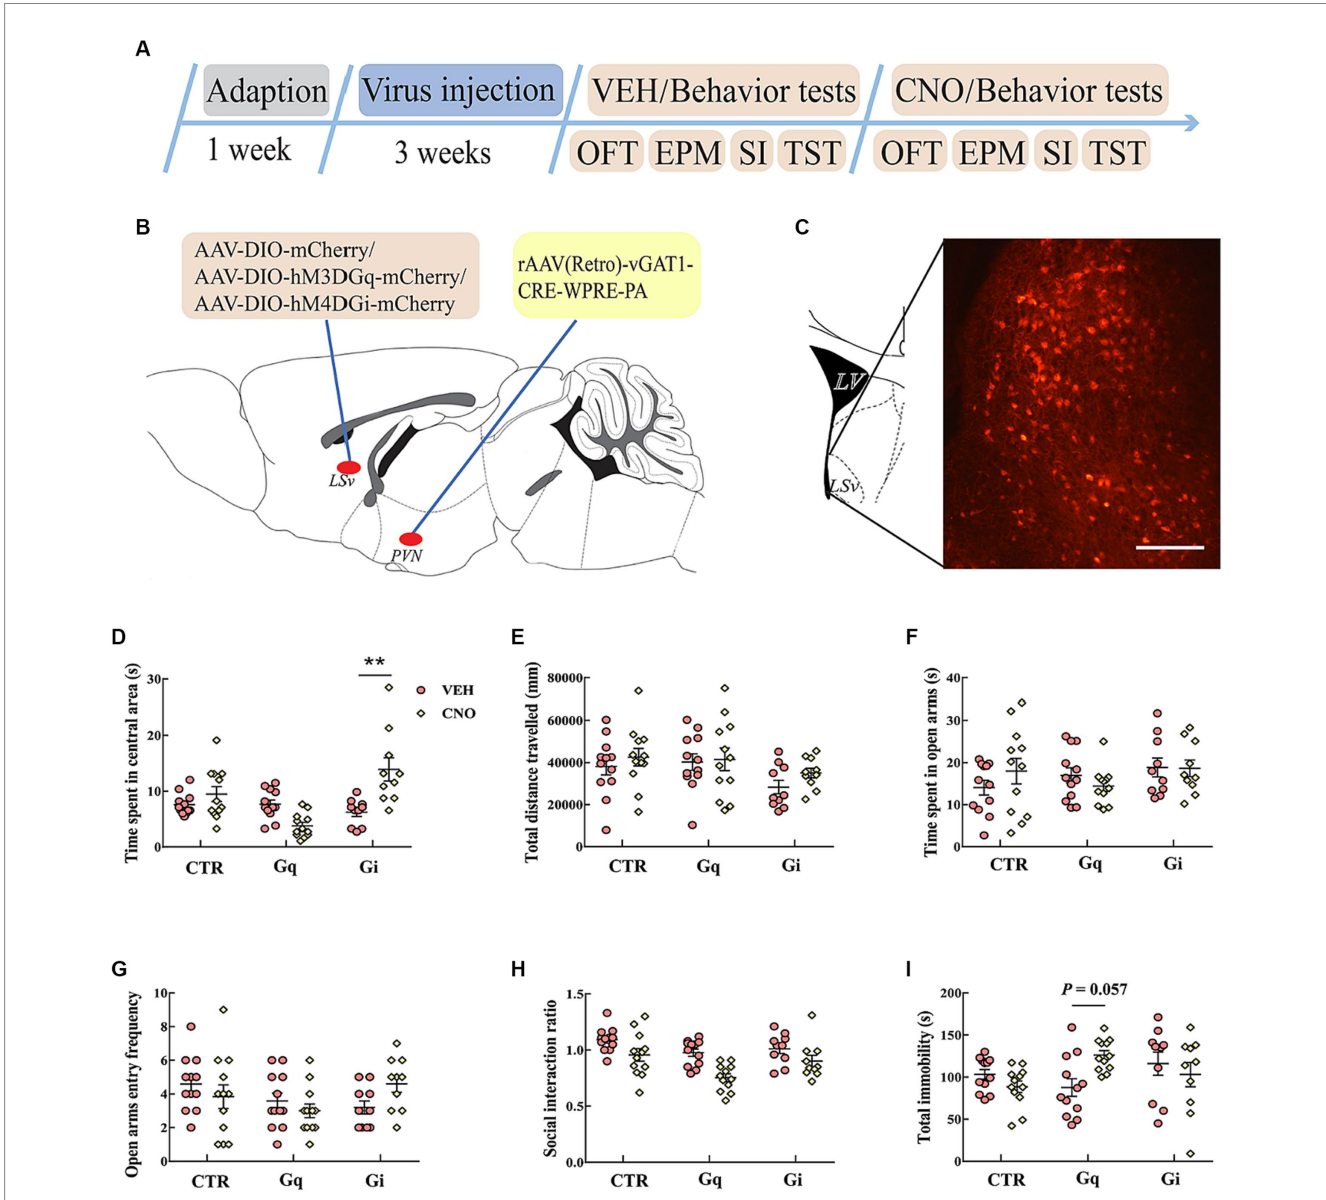 A
Adaption
Virus injection
VEH/Behavior tests
CNO/Behavior tests
1 week
3 weeks
OFT
EPM
SI
TST
OFT
EPM
SI
TST
B
AAV-DIO-mCherry/
AAV-DIO-hM3DGq-mCherry/
AAV-DIO-hM4DGi-mCherry
rAAV(Retro)-vGAT1-
CRE-WPRE-PA
LSv
PVN
C
LV
LSv
D
Time spent in central area (s)
30
20
10
0
**
VEH
CNO
CTR
Gq
Gi
E
Total distance travelled (mm)
80000
60000
40000
20000
0
CTR
Gq
Gi
F
Time spent in open arms (s)
40
30
20
10
0
CTR
Gq
Gi
G
Open arms entry frequency
10
8
6
4
2
0
CTR
Gq
Gi
H
Social interaction ratio
1.5
1.0
0.5
0.0
CTR
Gq
Gi
I
Total immobility (s)
200
150
100
50
0
P = 0.057
CTR
Gq
Gi